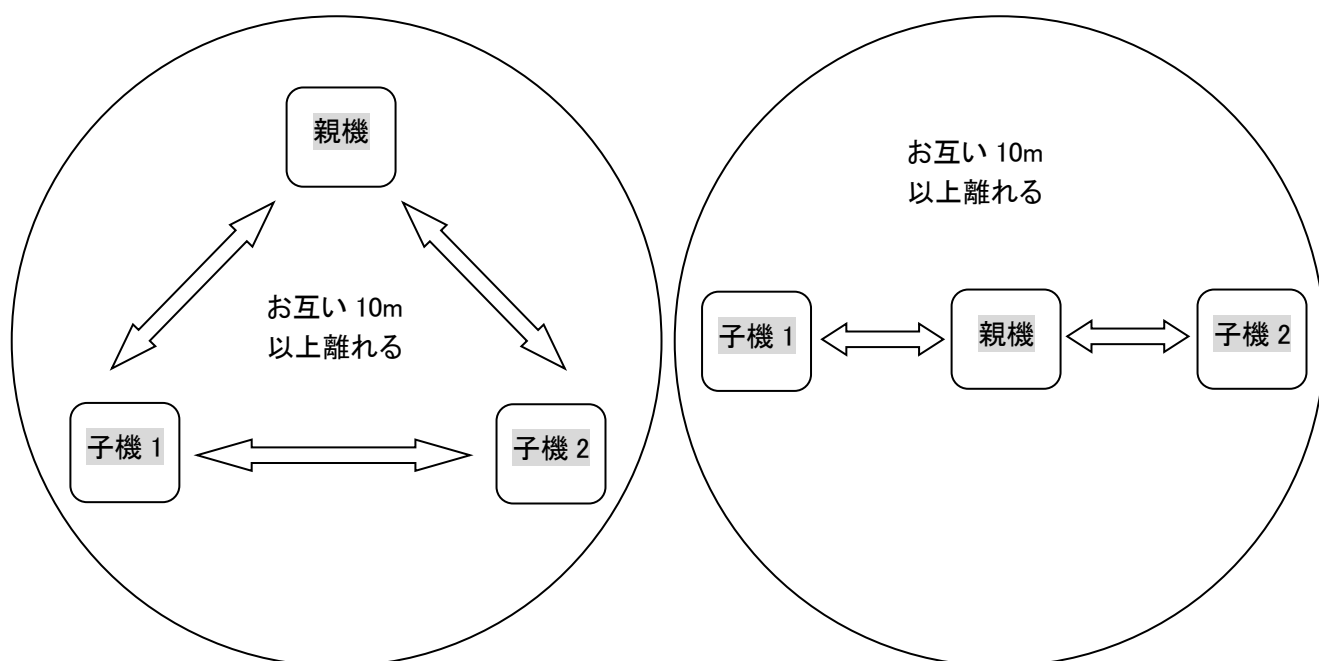 親機
お互い 10m
以上離れる
子機 1
子機 2
お互い 10m
以上離れる
子機 1
親機
子機 2